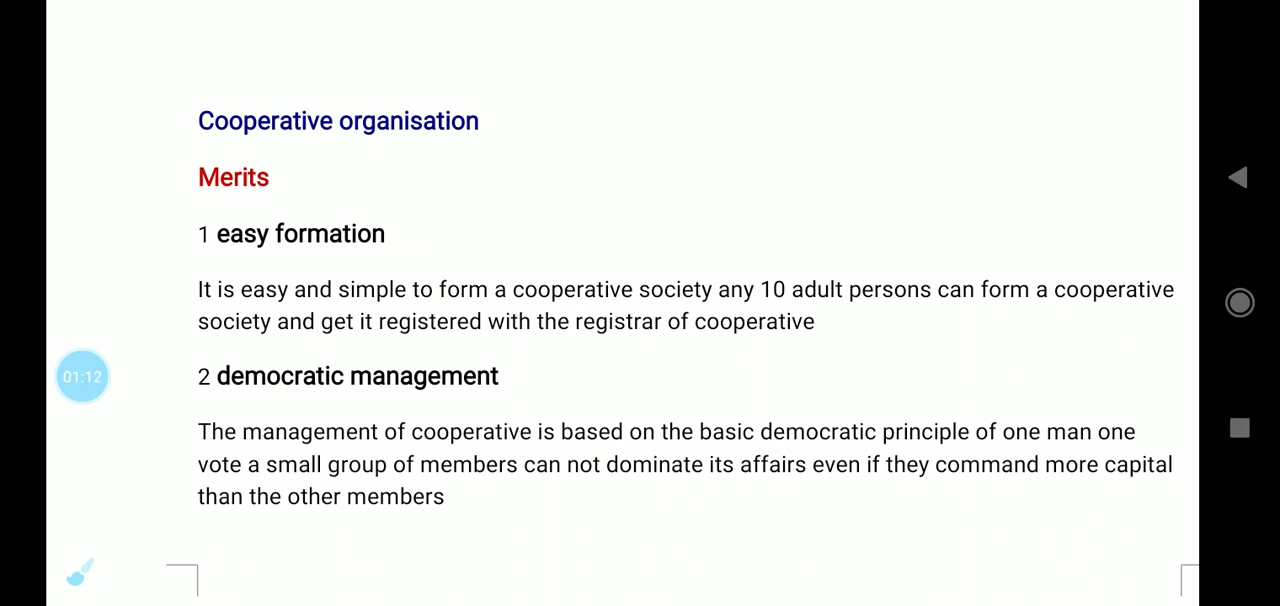 Cooperative organisation
Merits
1 easy formation
It is easy and simple to form a cooperative society any 10 adult persons can form a cooperative
society and get it registered with the registrar of cooperative
01:12
2 democratic management
The management of cooperative is based on the basic democratic principle of one man one
vote a small group of members can not dominate its affairs even if they command more capital
than the other members